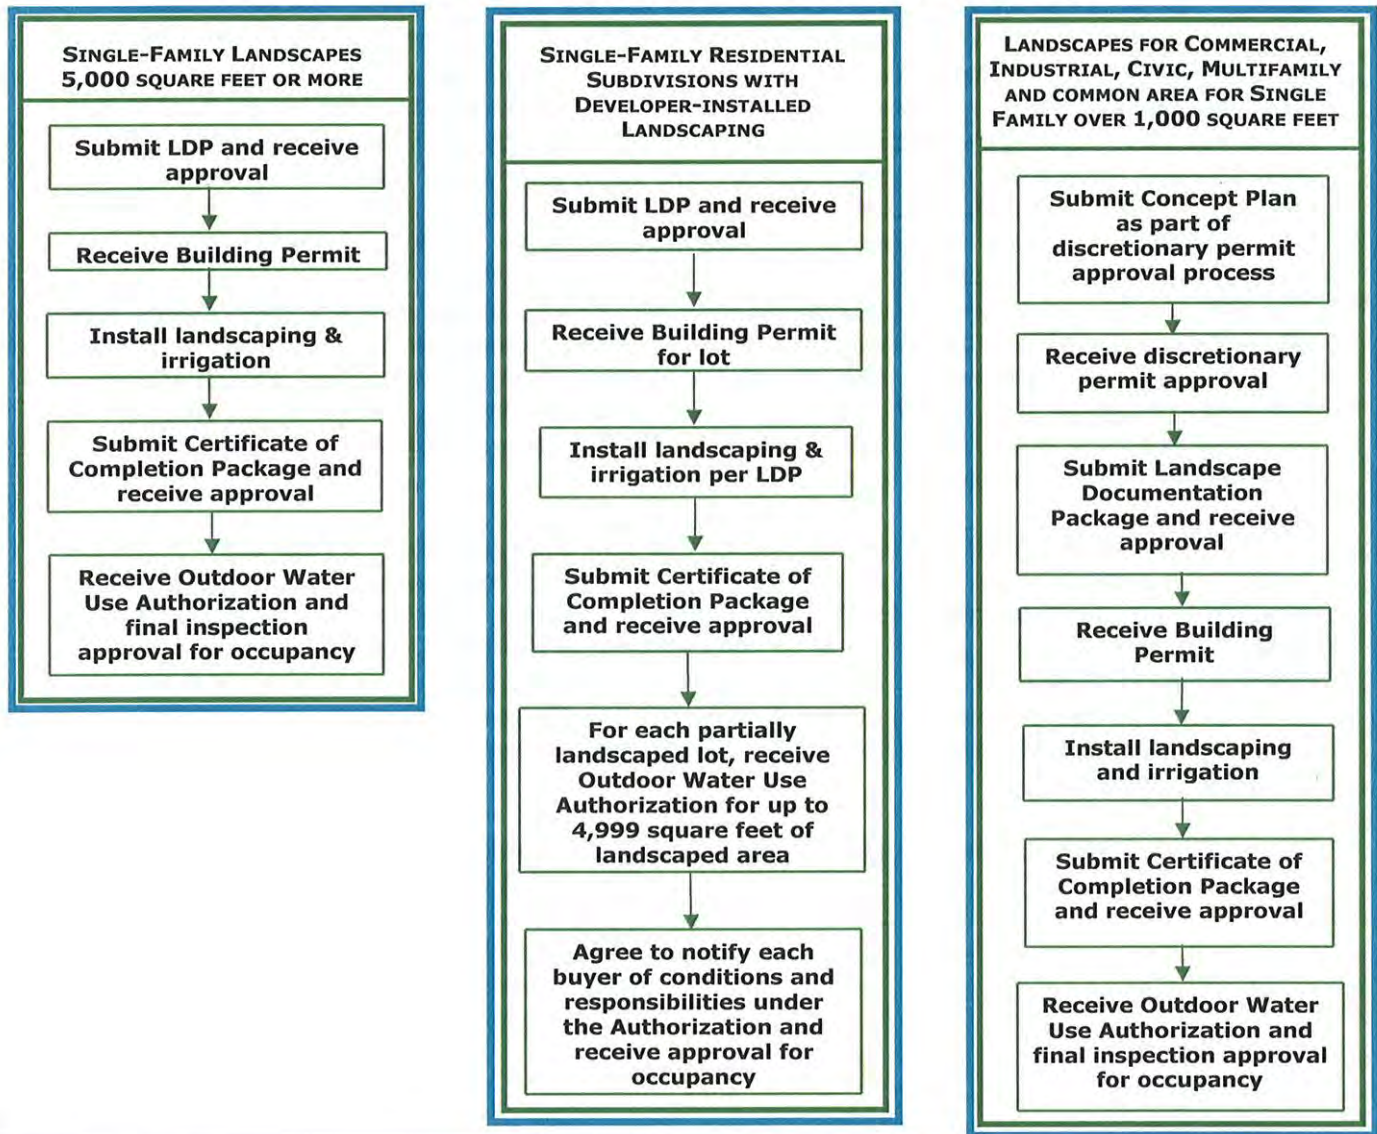 SINGLE-FAMILY LANDSCAPES
5,000 SQUARE FEET OR MORE
Submit LDP and receive
approval
Receive Building Permit
Install landscaping &
irrigation
Submit Certificate of
Completion Package and
receive approval
Receive Outdoor Water
Use Authorization and
final inspection
approval for occupancy
SINGLE-FAMILY RESIDENTIAL
SUBDIVISIONS WITH
DEVELOPER-INSTALLED
LANDSCAPING
Submit LDP and receive
approval
Receive Building Permit
for lot
Install landscaping &
irrigation per LDP
Submit Certificate of
Completion Package
and receive approval
For each partially
landscaped lot, receive
Outdoor Water Use
Authorization for up to
4,999 square feet of
landscaped area
Agree to notify each
buyer of conditions and
responsibilities under
the Authorization and
receive approval for
occupancy
LANDSCAPES FOR COMMERCIAL,
INDUSTRIAL, CIVIC, MULTIFAMILY
AND COMMON AREA FOR SINGLE
FAMILY OVER 1,000 SQUARE FEET
Submit Concept Plan
as part of
discretionary permit
approval process
Receive discretionary
permit approval
Submit Landscape
Documentation
Package and receive
approval
Receive Building
Permit
Install landscaping
and irrigation
Submit Certificate of
Completion Package
and receive approval
Receive Outdoor Water
Use Authorization and
final inspection approval
for occupancy